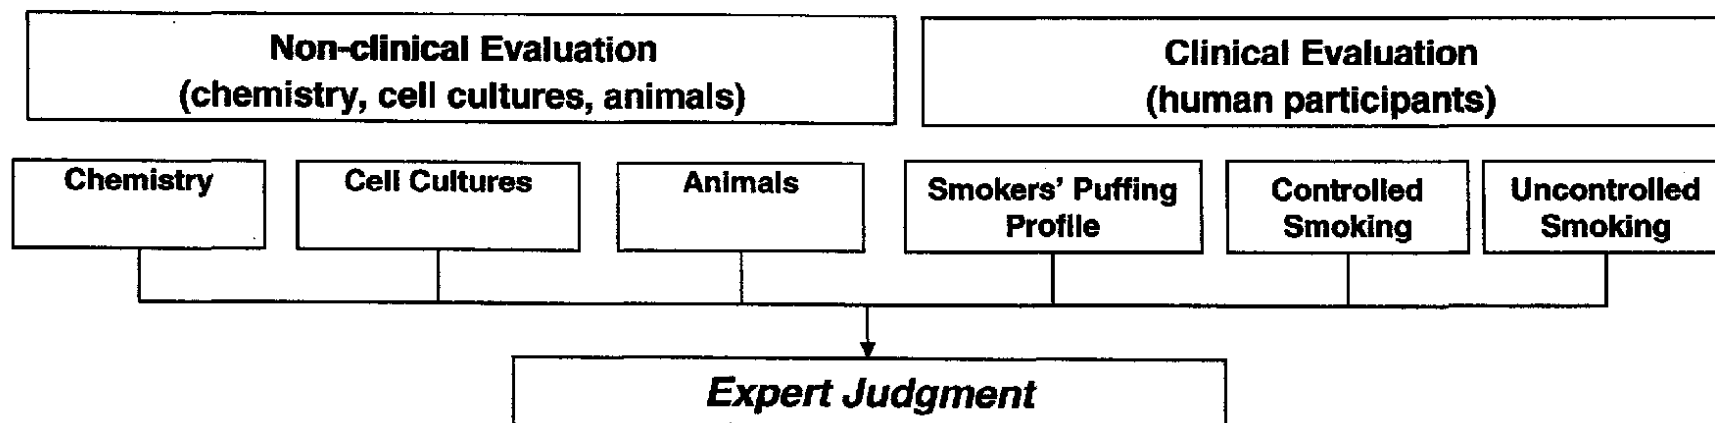 Non-clinical Evaluation
(chemistry, cell cultures, animals)
Clinical Evaluation
(human participants)
Chemistry
Cell Cultures
Animals
Smokers' Puffing
Profile
Controlled
Smoking
Uncontrolled
Smoking
Expert Judgment